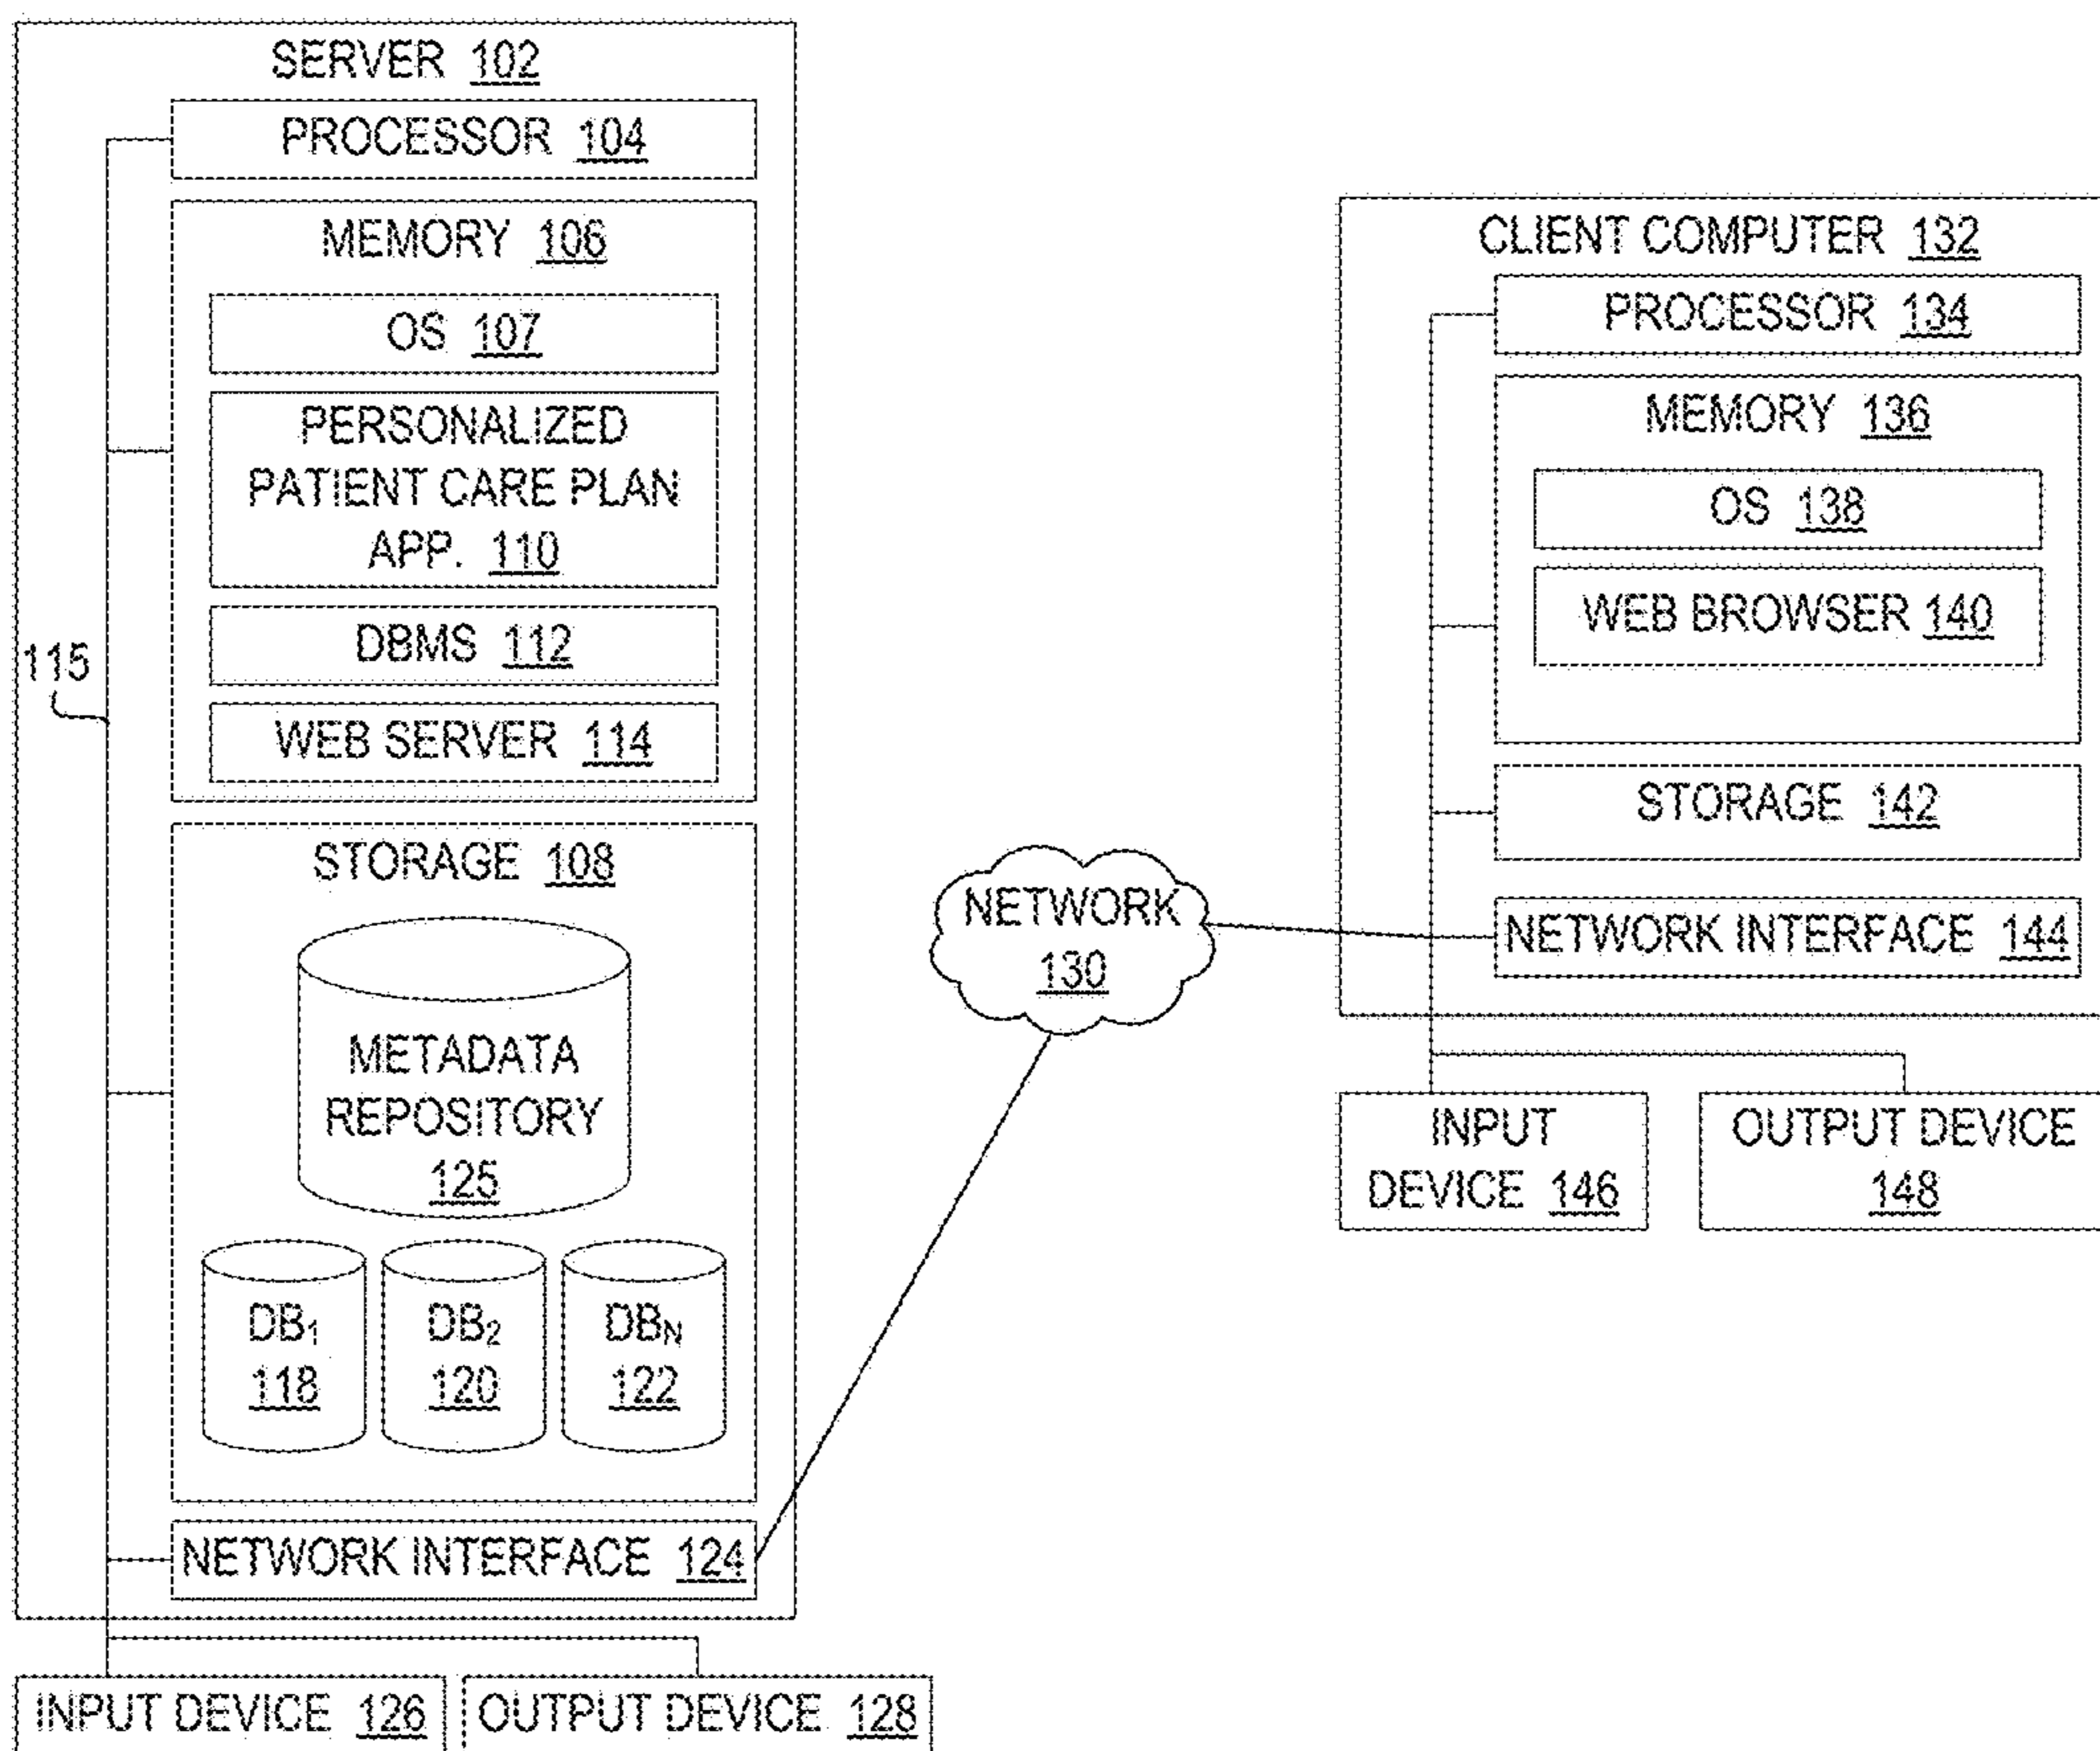 SERVER 102
PROCESSOR 104
MEMORY 106
OS 107
PERSONALIZED
PATIENT CARE PLAN
APP. 110
DBMS 112
WEB SERVER 114
115
STORAGE 108
METADATA
REPOSITORY
125
DB1
118
DB2
120
DBN
122
NETWORK INTERFACE 124
INPUT DEVICE 126
OUTPUT DEVICE 128
NETWORK
130
CLIENT COMPUTER 132
PROCESSOR 134
MEMORY 136
OS 138
WEB BROWSER 140
STORAGE 142
NETWORK INTERFACE 144
INPUT
DEVICE 146
OUTPUT DEVICE
148